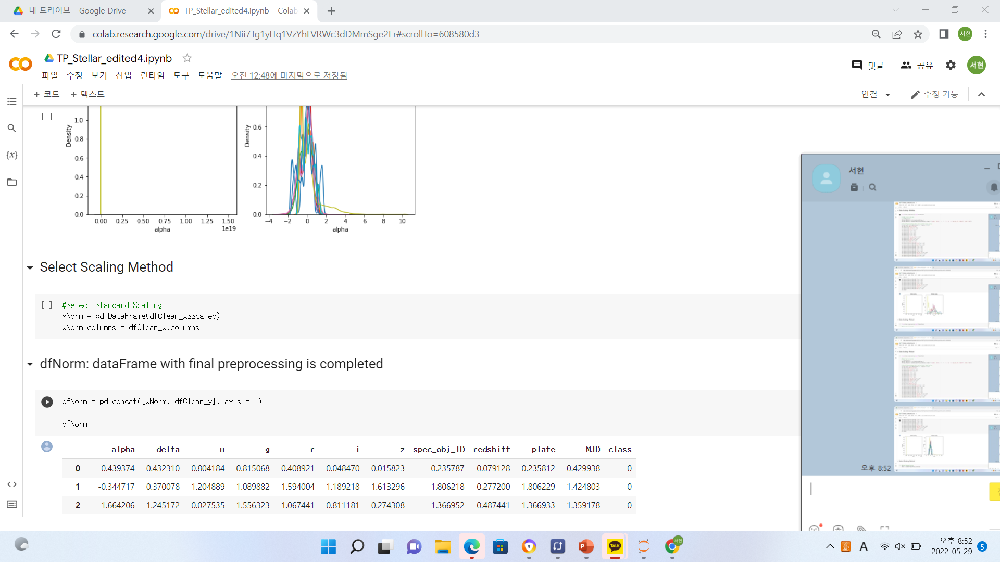 내 드라이브 - Google Drive
TP_Stellar_edited4.ipynb - Colab
colab.research.google.com/drive/1Nii7Tg1yITq1VzYhLVRWc3dDMmSge2Er#scrollTo=608580d3
서현
TP_Stellar_edited4.ipynb
댓글 공유 서현
파일 수정 보기 삽입 런타임 도구 도움말 오전 12:48에 마지막으로 저장됨
+ 코드 + 텍스트
연결 수정 가능
[ ]
Density
1.0
0.8
0.6
0.4
0.2
0.0
0.00 0.25 0.50 0.75 1.00 1.25 1.50
alpha 1e19
Density
0.6
0.4
0.2
0.0
−4 −2 0 2 4 6 8 10
alpha
{x}
Select Scaling Method
[ ] #Select Standard Scaling
xNorm = pd.DataFrame(dfClean_xSScaled)
xNorm.columns = dfClean_x.columns
dfNorm: dataFrame with final preprocessing is completed
dfNorm = pd.concat([xNorm, dfClean_y], axis = 1)
dfNorm
alpha delta u g r i z spec_obj_ID redshift plate MJD class
0 -0.439374 0.432310 0.804184 0.815068 0.408921 0.048470 0.015823 0.235787 0.079128 0.235812 0.429938 0
1 -0.344717 0.370078 1.204889 1.089882 1.594004 1.189218 1.613296 1.806218 0.277200 1.806229 1.424803 0
2 1.664206 -1.245172 0.027535 1.556323 1.067441 0.811181 0.274308 1.366952 0.487441 1.366933 1.359178 0
서현
오후 8:52
TALK
서현
A
오후 8:52
2022-05-29
5